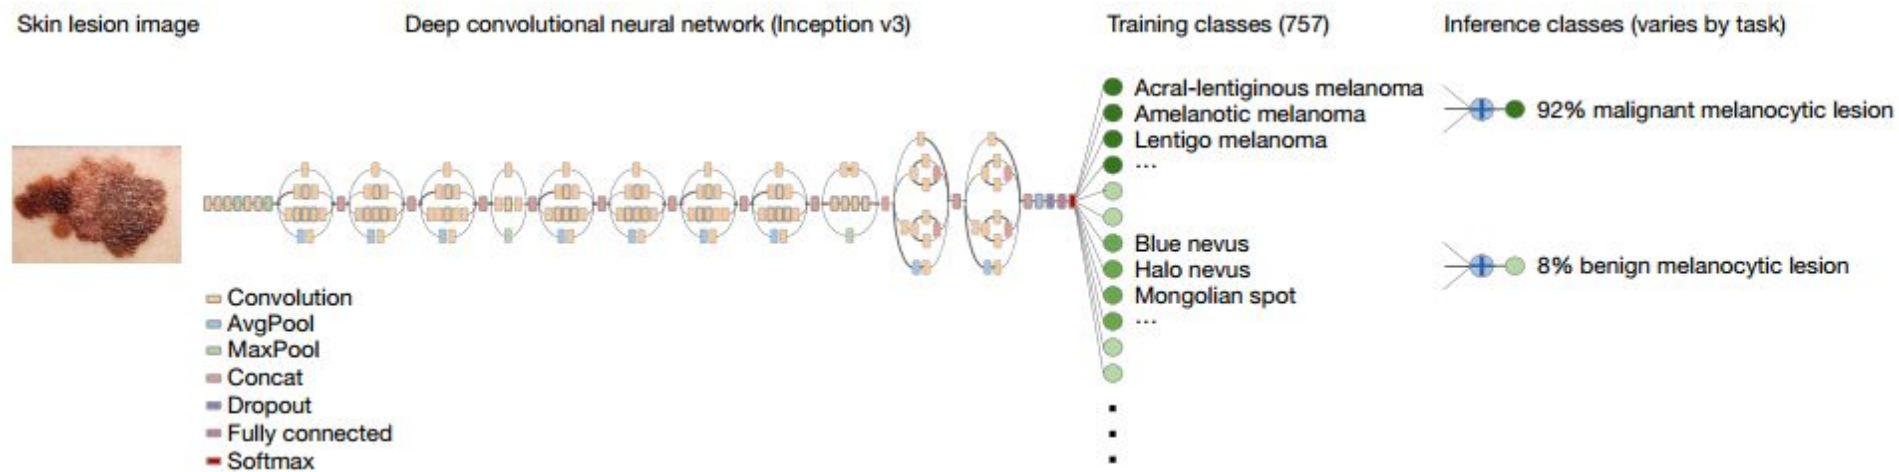 Skin lesion image
Deep convolutional neural network (Inception v3)
Training classes (757)
Inference classes (varies by task)
Acral-lentiginous melanoma
Amelanotic melanoma
Lentigo melanoma
...
Blue nevus
Halo nevus
Mongolian spot
...
92% malignant melanocytic lesion
8% benign melanocytic lesion
Convolution
AvgPool
MaxPool
Concat
Dropout
Fully connected
Softmax